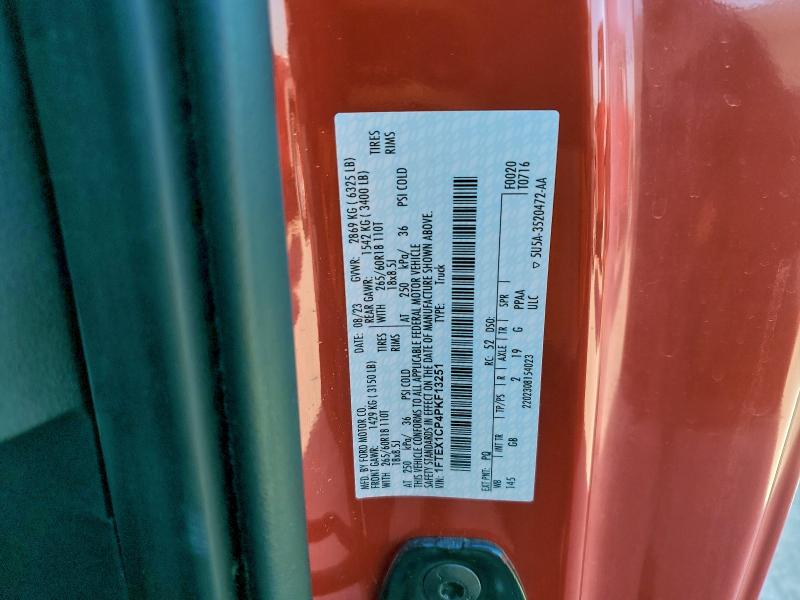 MFD. BY FORD MOTOR CO.
DATE: 08/23 GVWR: 2869 KG ( 6325 LB)
FRONT GAWR: 1429 KG ( 3150 LB) REAR GAWR: 1542 KG ( 3400 LB)
WITH 265/60R18 110T TIRES WITH 265/60R18 110T TIRES
18x8.5J RIMS 18x8.5J RIMS
AT 250 kPa/ 36 PSI COLD AT 250 kPa/ 36 PSI COLD
THIS VEHICLE CONFORMS TO ALL APPLICABLE FEDERAL MOTOR VEHICLE
SAFETY STANDARDS IN EFFECT ON THE DATE OF MANUFACTURE SHOWN ABOVE.
VIN: 1FTEX1CP4PKF13251 TYPE: Truck
F0020
EXT PNT: PQ RC: 52 DSO: T0716
WB INT TR TP/PS R AXLE TR SPR
145 GB 2 19 G PPAA
2202308154023 ULC
5U5A-3520472-AA